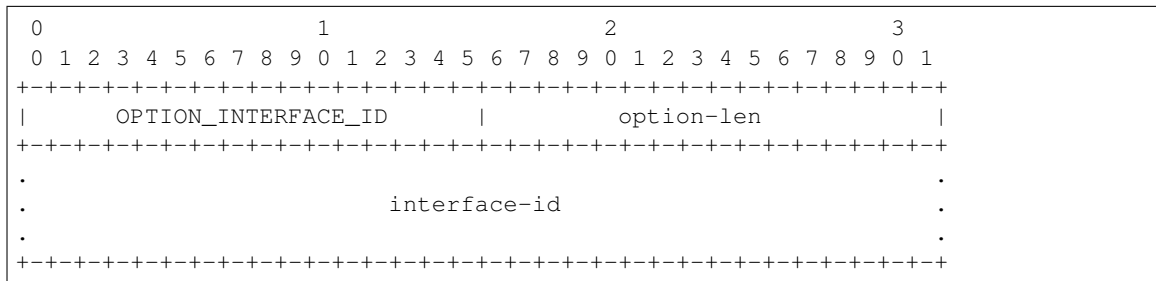 0                   1                   2                   3
 0 1 2 3 4 5 6 7 8 9 0 1 2 3 4 5 6 7 8 9 0 1 2 3 4 5 6 7 8 9 0 1
+-+-+-+-+-+-+-+-+-+-+-+-+-+-+-+-+-+-+-+-+-+-+-+-+-+-+-+-+-+-+-+-+
|      OPTION_INTERFACE_ID      |         option-len            |
+-+-+-+-+-+-+-+-+-+-+-+-+-+-+-+-+-+-+-+-+-+-+-+-+-+-+-+-+-+-+-+-+
.                                                               .
.                         interface-id                          .
.                                                               .
+-+-+-+-+-+-+-+-+-+-+-+-+-+-+-+-+-+-+-+-+-+-+-+-+-+-+-+-+-+-+-+-+